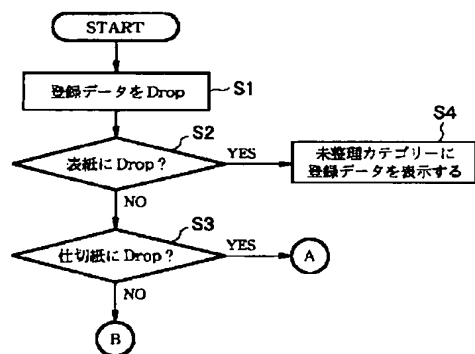 START
登録データをDrop
S1
S2
表紙にDrop？
YES
S4
未整理カテゴリーに
登録データを表示する
NO
S3
仕切紙にDrop？
YES
A
NO
B